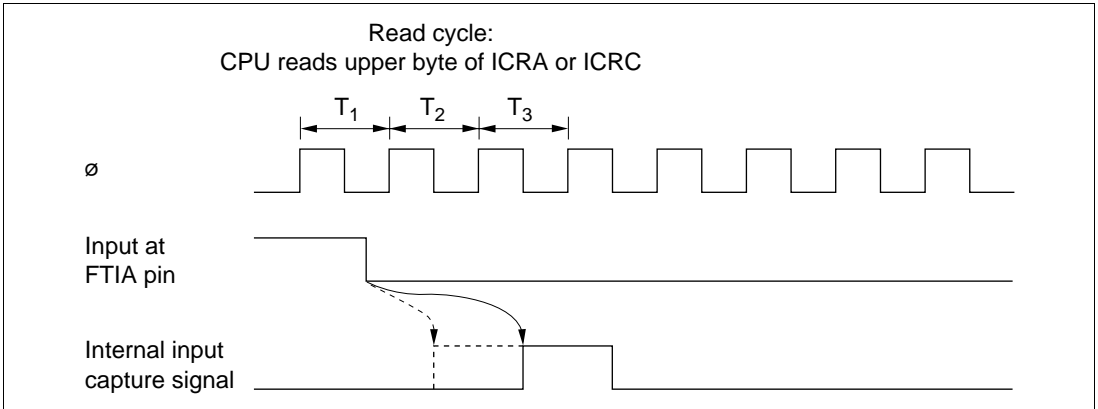 Read cycle:
CPU reads upper byte of ICRA or ICRC
T₁ T₂ T₃
ø
Input at
FTIA pin
Internal input
capture signal